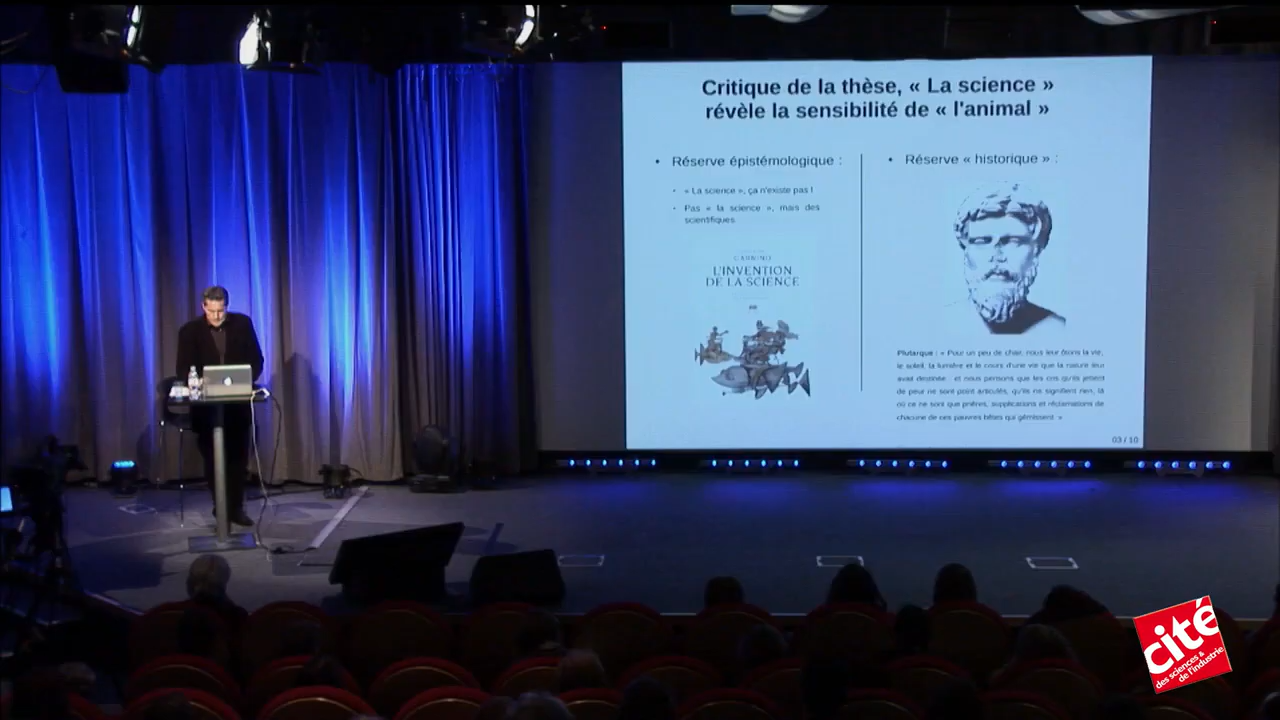 Critique de la thèse, « La science »
révèle la sensibilité de « l'animal »
• Réserve épistémologique :
- « La science », ça n'existe pas !
- Pas « la science », mais des
scientifiques.
CARNINO
L'INVENTION
DE LA SCIENCE
• Réserve « historique » :
Plutarque : « Pour un peu de chair, nous leur ôtons la vie,
le soleil, la lumière et le cours d'une vie que la nature leur
avait destinée ; et nous pensons que les cris qu'ils jettent
de peur ne sont point articulés, qu'ils ne signifient rien, là
où ce ne sont que prières, supplications et réclamations de
chacune de ces pauvres bêtes qui gémissent. »
03 / 10
cité
des sciences &
de l'industrie